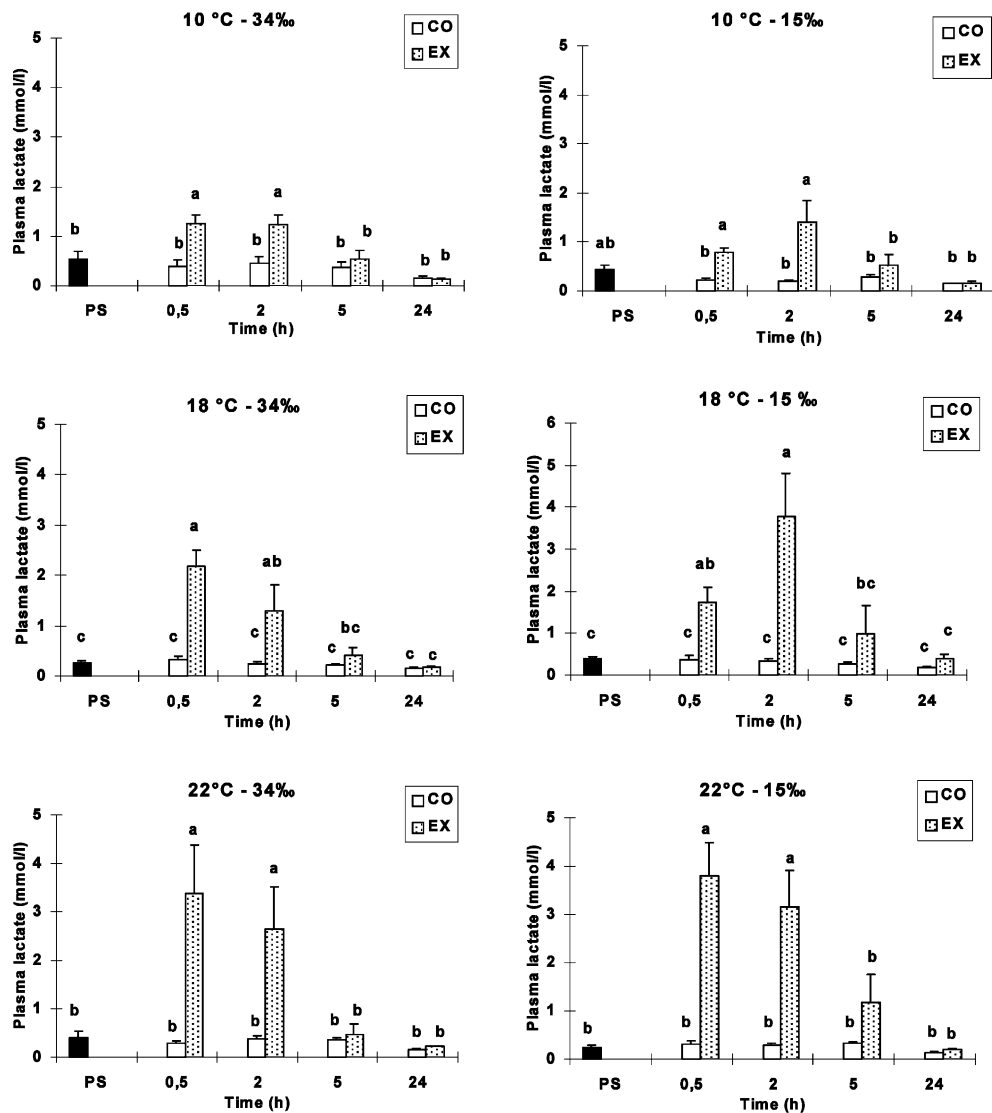 10 °C - 34‰
CO
EX
Plasma lactate (mmol/l)
5
4
3
2
1
0
b
b
a
b
a
b
b
b
b
PS
0,5
2
5
24
Time (h)
10 °C - 15‰
CO
EX
Plasma lactate (mmol/l)
5
4
3
2
1
0
ab
b
a
b
a
b
b
b
b
PS
0,5
2
5
24
Time (h)
18 °C - 34‰
CO
EX
Plasma lactate (mmol/l)
5
4
3
2
1
0
c
c
a
c
ab
c
bc
c
c
PS
0,5
2
5
24
Time (h)
18 °C - 15 ‰
CO
EX
Plasma lactate (mmol/l)
6
5
4
3
2
1
0
c
c
ab
c
a
c
bc
c
c
PS
0,5
2
5
24
Time (h)
22°C - 34‰
CO
EX
Plasma lactate (mmol/l)
5
4
3
2
1
0
b
b
a
b
a
b
b
b
b
PS
0,5
2
5
24
Time (h)
22°C - 15‰
CO
EX
Plasma lactate (mmol/l)
5
4
3
2
1
0
b
b
a
b
a
b
b
b
b
PS
0,5
2
5
24
Time (h)